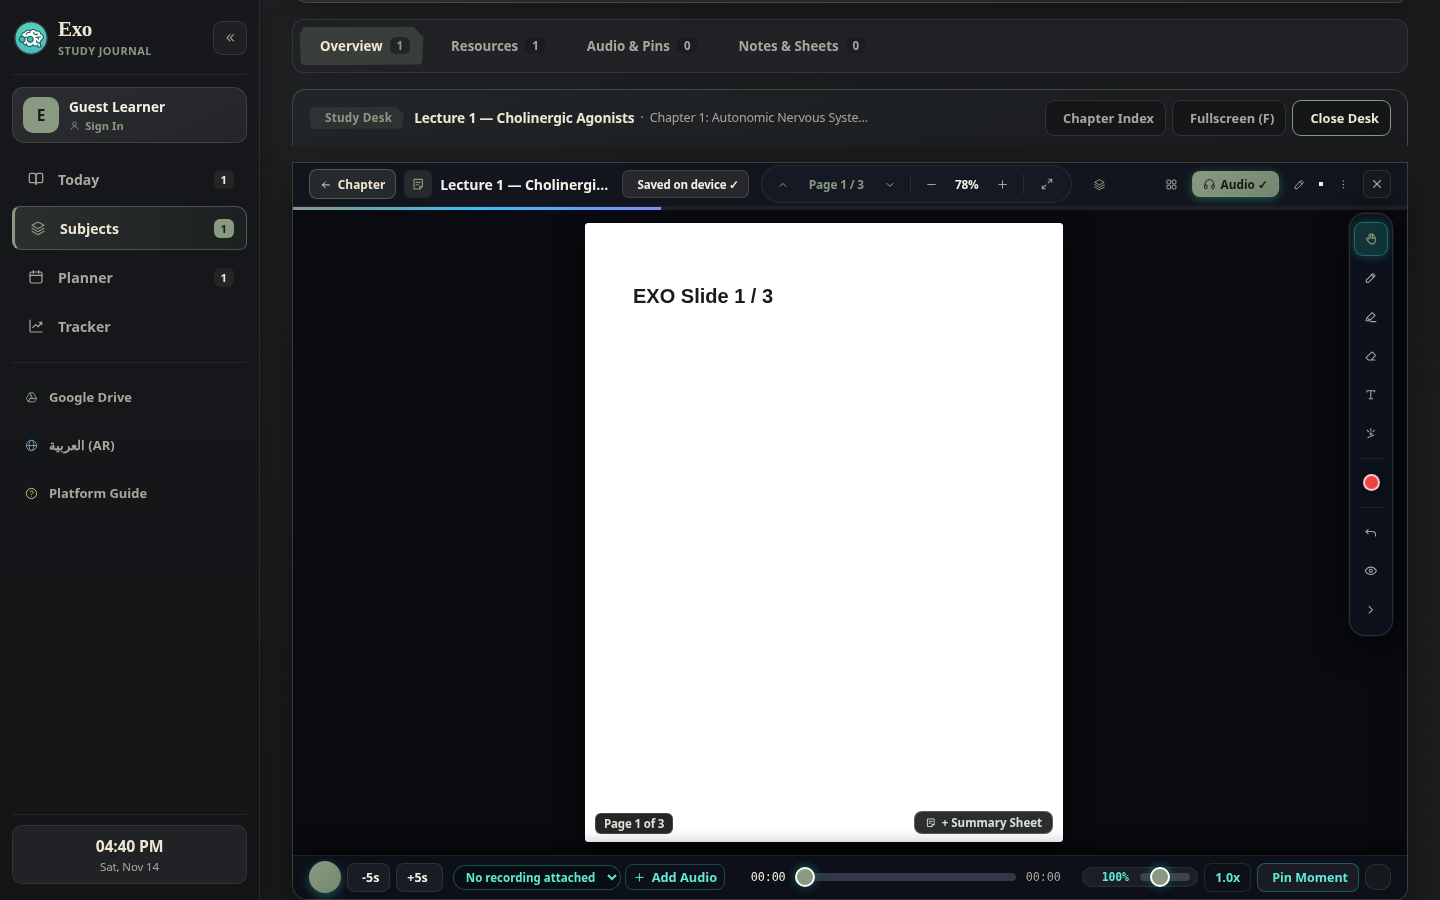 Exo
STUDY JOURNAL
E
Guest Learner
Sign In
Today 1
Subjects 1
Planner 1
Tracker
Google Drive
العربية (AR)
Platform Guide
04:40 PM
Sat, Nov 14
Overview 1
Resources 1
Audio & Pins 0
Notes & Sheets 0
Study Desk
Lecture 1 — Cholinergic Agonists · Chapter 1: Autonomic Nervous Syste...
Chapter Index
Fullscreen (F)
Close Desk
← Chapter
Lecture 1 — Cholinergi...
Saved on device ✓
Page 1 / 3
78%
Audio ✓
EXO Slide 1 / 3
Page 1 of 3
+ Summary Sheet
-5s
+5s
No recording attached
+ Add Audio
00:00
00:00
100%
1.0x
Pin Moment